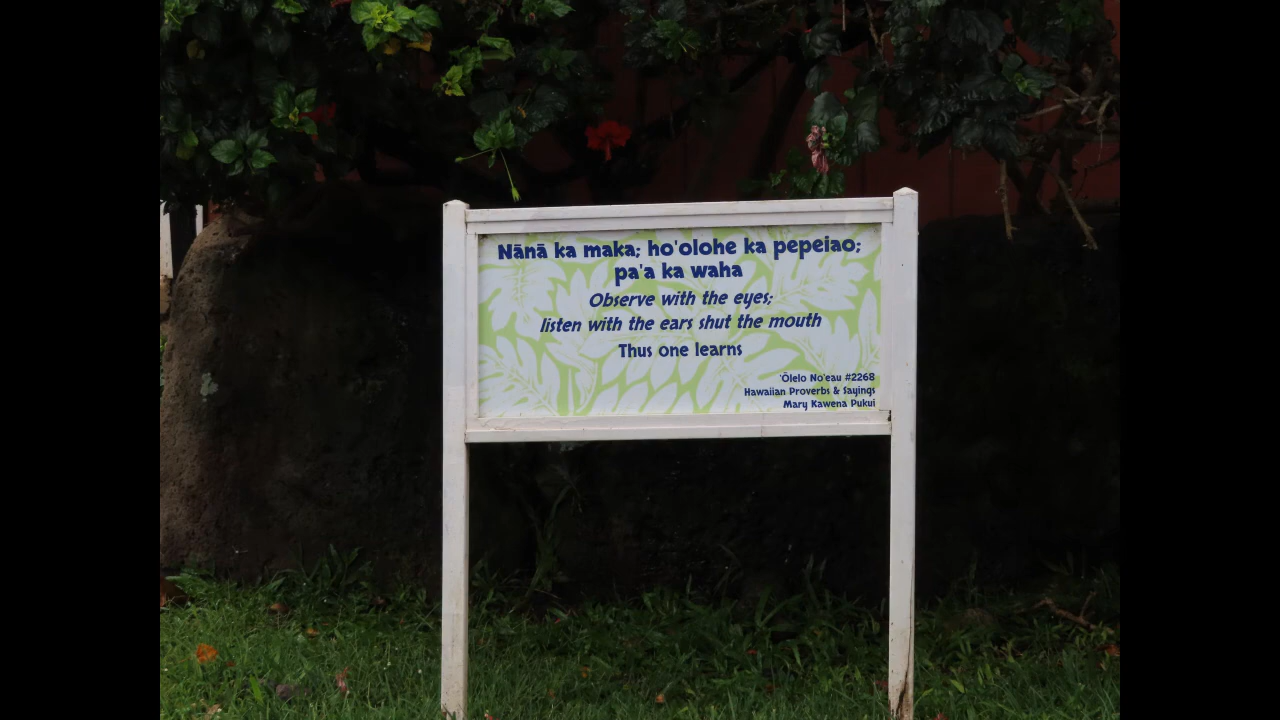 Nānā ka maka; ho'olohe ka pepeiao;
pa'a ka waha
Observe with the eyes;
listen with the ears shut the mouth
Thus one learns
'Ōlelo No'eau #2268
Hawaiian Proverbs & Sayings
Mary Kawena Pukui